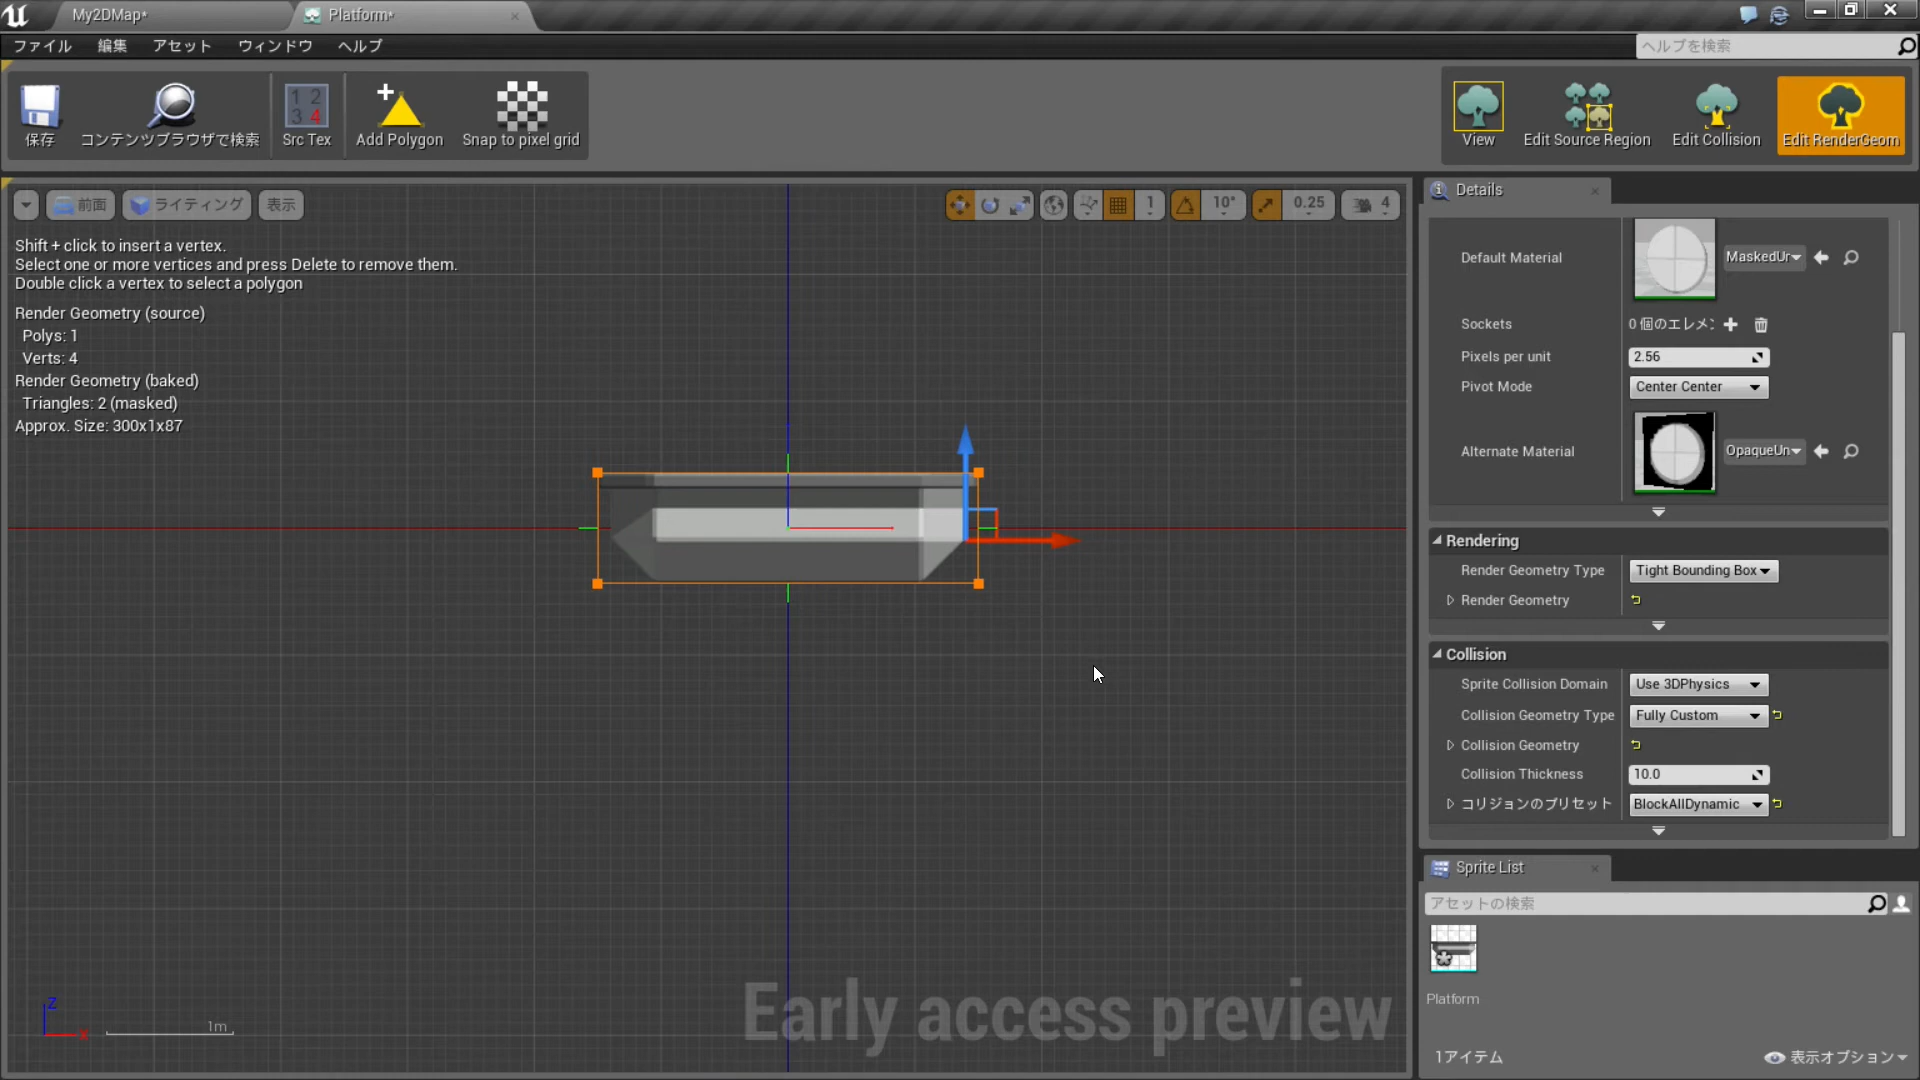 My2DMap*
Platform*
ファイル 編集 アセット ウィンドウ ヘルプ
ヘルプを検索
保存
コンテンツブラウザで検索
1 2
3 4
Src Tex
Add Polygon
Snap to pixel grid
View
Edit Source Region
Edit Collision
Edit RenderGeom
前面
ライティング
表示
1
10°
0.25
4
Shift + click to insert a vertex.
Select one or more vertices and press Delete to remove them.
Double click a vertex to select a polygon
Render Geometry (source)
Polys: 1
Verts: 4
Render Geometry (baked)
Triangles: 2 (masked)
Approx. Size: 300x1x87
Z
X
1m
Early access preview
Details
Default Material
MaskedUr
Sockets
0 個のエレメン
Pixels per unit
2.56
Pivot Mode
Center Center
Alternate Material
OpaqueUn
Rendering
Render Geometry Type
Tight Bounding Box
Render Geometry
Collision
Sprite Collision Domain
Use 3DPhysics
Collision Geometry Type
Fully Custom
Collision Geometry
Collision Thickness
10.0
コリジョンのプリセット
BlockAllDynamic
Sprite List
アセットの検索
Platform
1アイテム
表示オプション